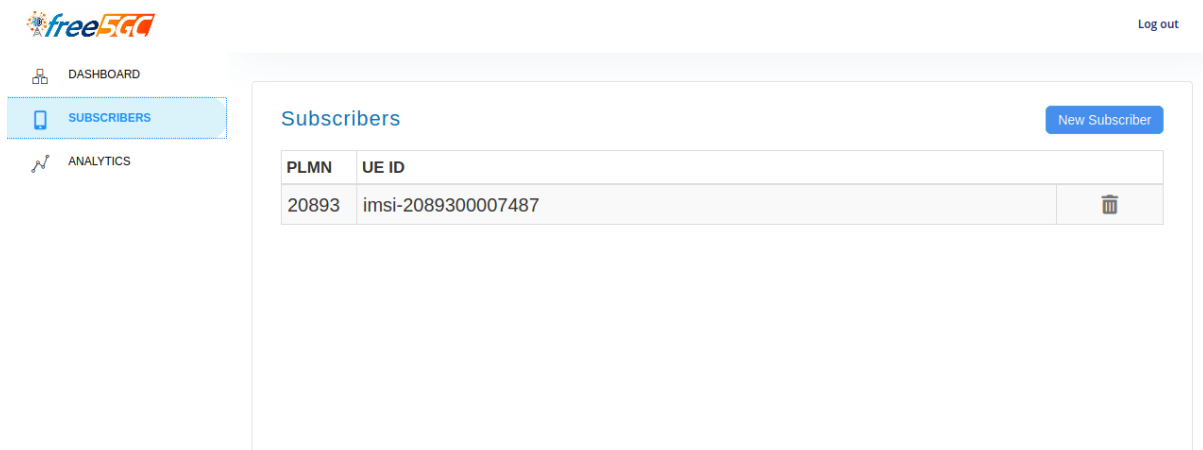 free5GC
Log out
DASHBOARD
SUBSCRIBERS
ANALYTICS
Subscribers
New Subscriber
PLMN UE ID
20893 imsi-2089300007487